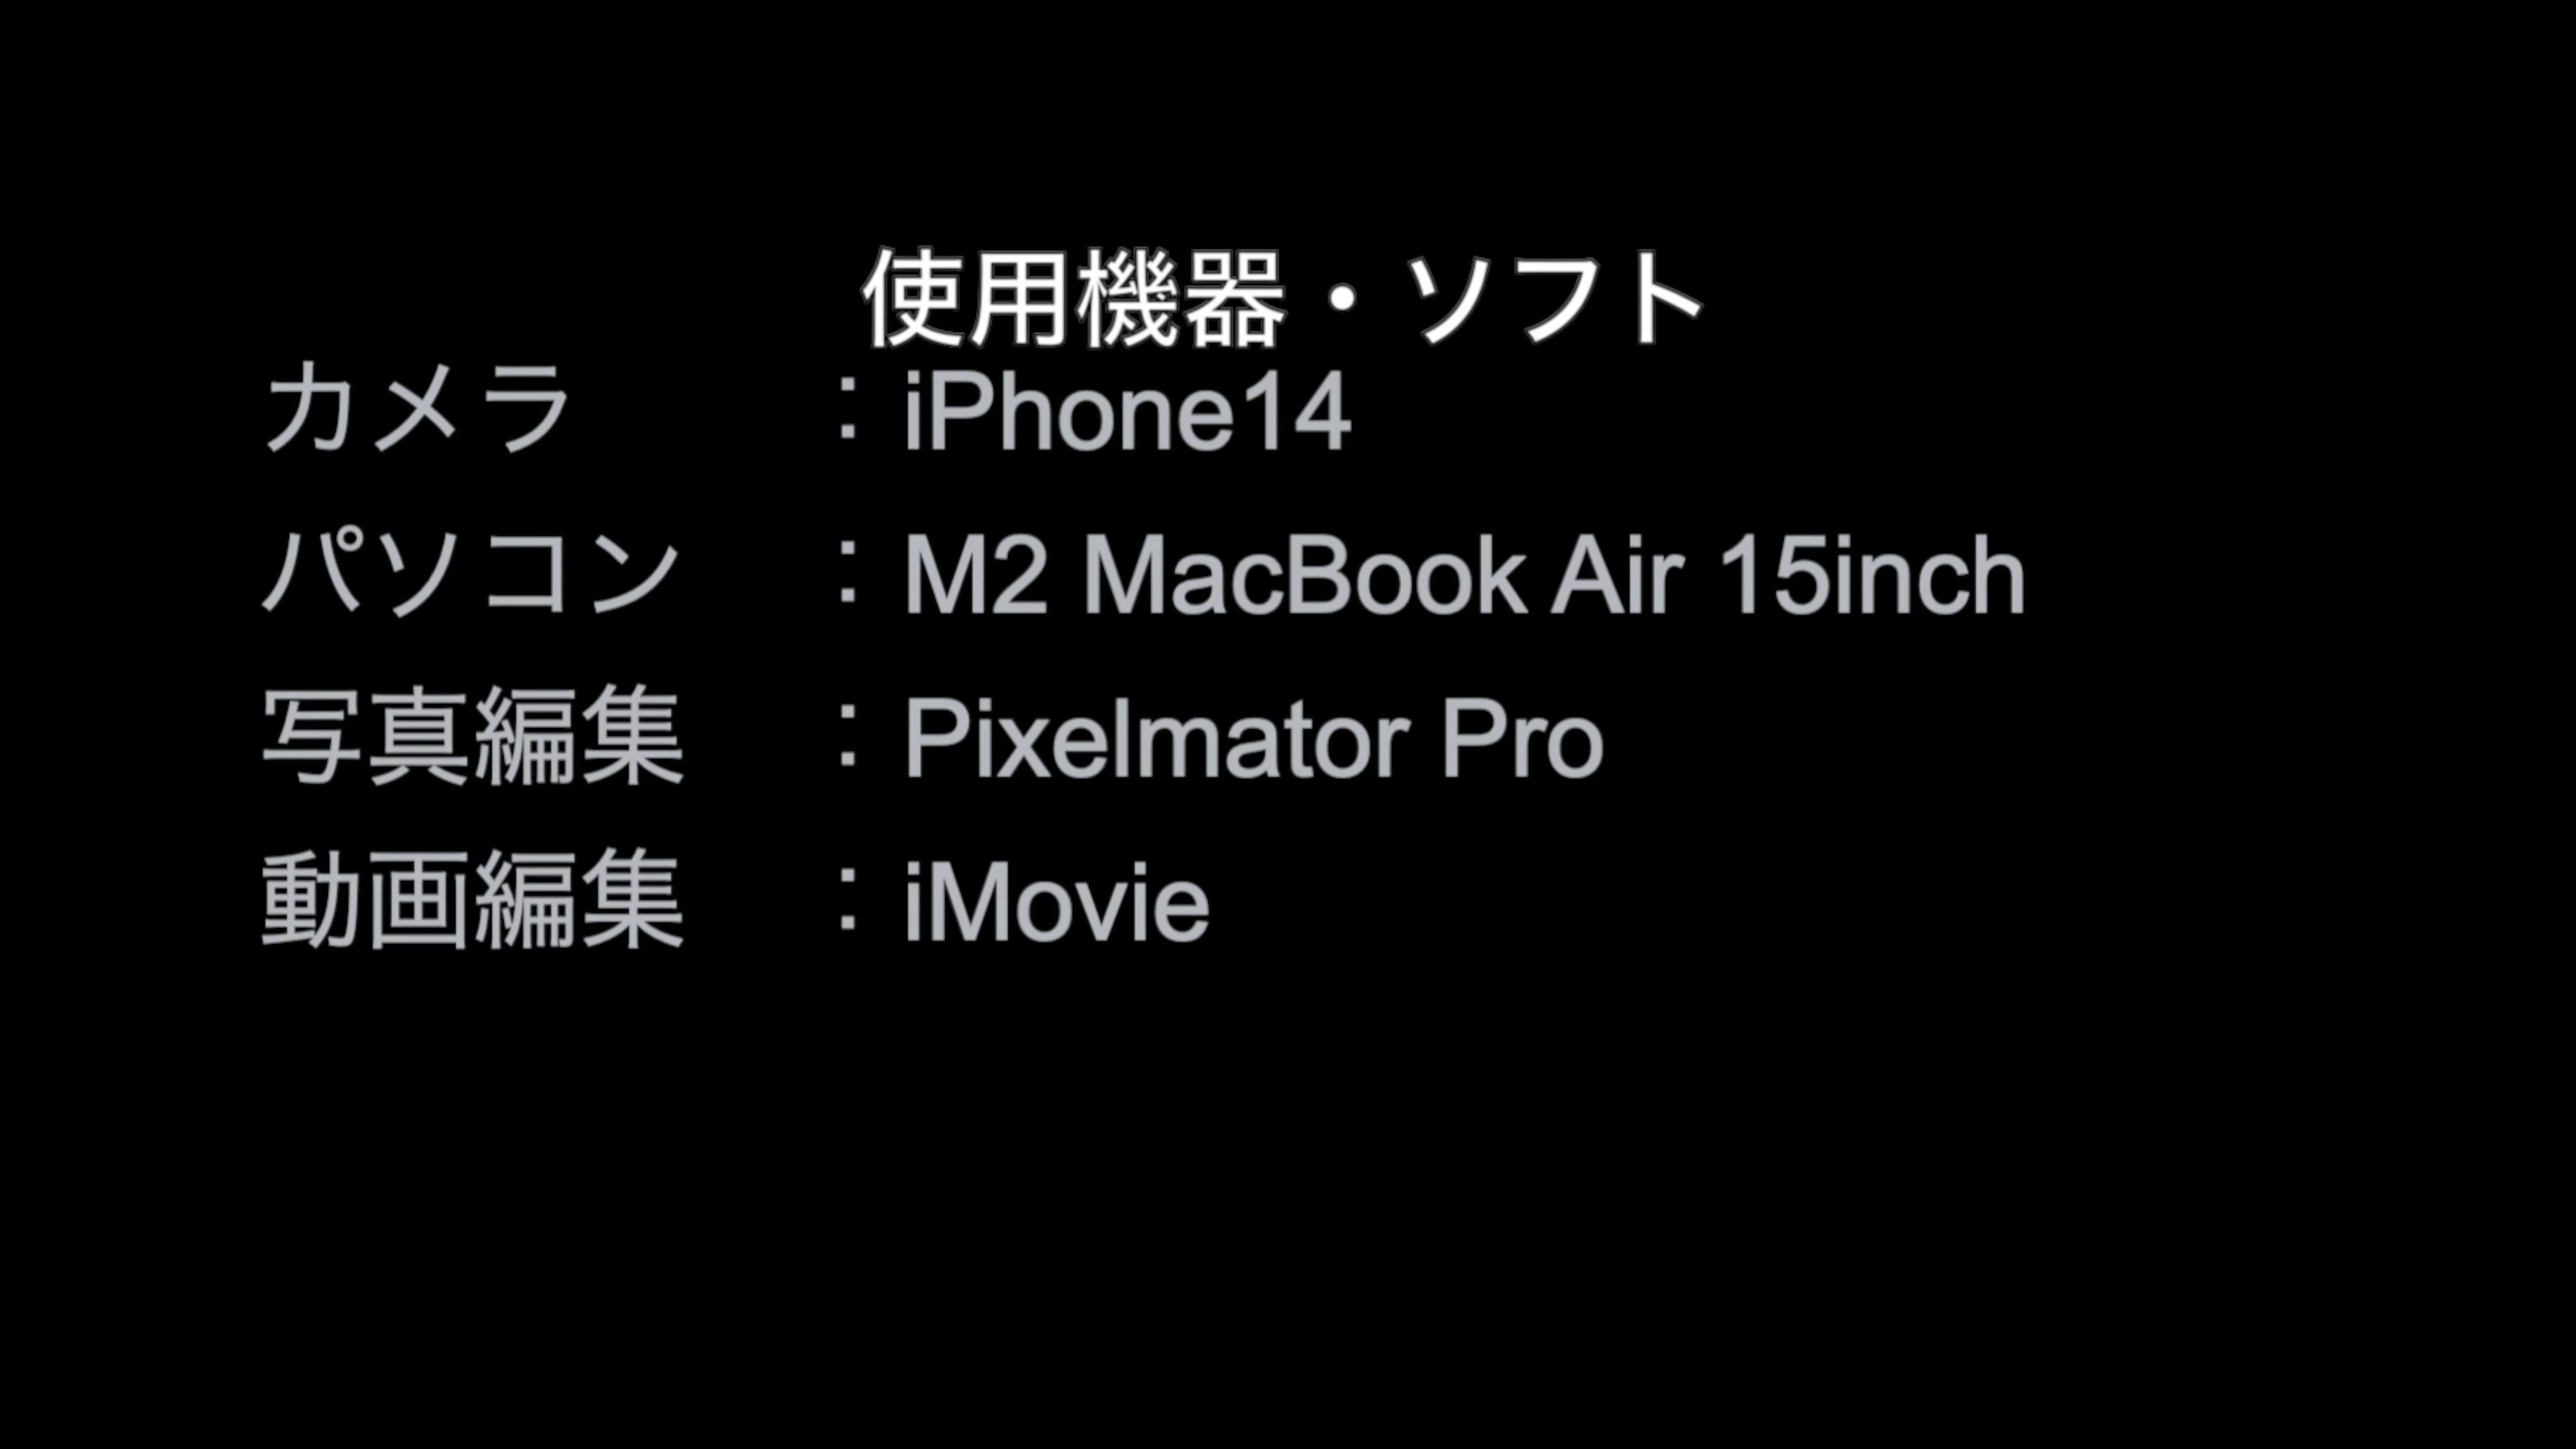 使用機器・ソフト
カメラ　　：iPhone14
パソコン　：M2 MacBook Air 15inch
写真編集　：Pixelmator Pro
動画編集　：iMovie